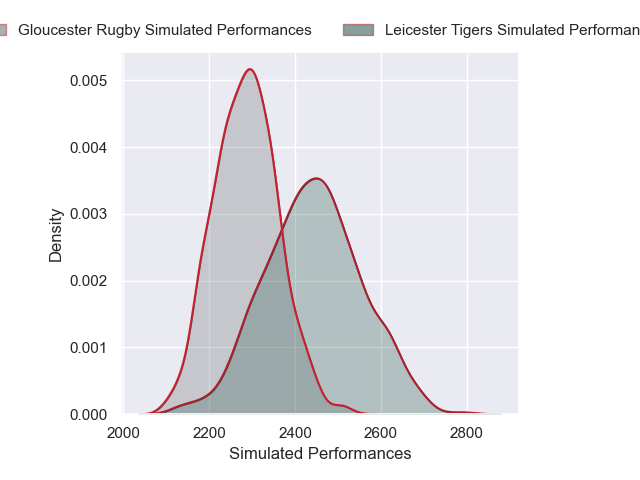 Gloucester Rugby Simulated Performances Leicester Tigers Simulated Performan
0.005
0.004
0.003
0.002
0.001
0.000
Density
2000 2200 2400 2600 2800
Simulated Performances